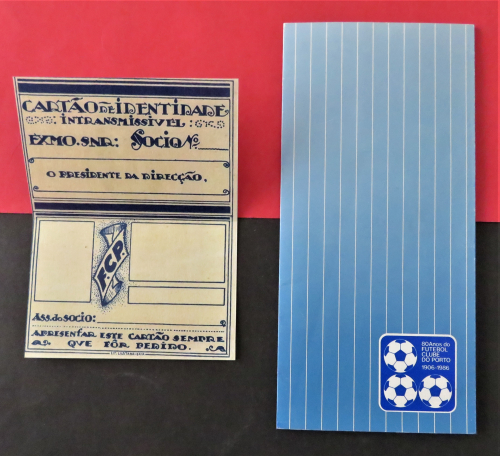 CARTÃO DE IDENTIDADE
INTRANSMISSIVEL
EXMO. SNR: SOCIO Nº
O PRESIDENTE DA DIRECÇÃO,
F.C.P.
Ass. do socio:
APRESENTAR ESTE CARTÃO SEMPRE
QUE FÔR PEDIDO.
80 Anos do
FUTEBOL
CLUBE
DO PORTO
1906-1986